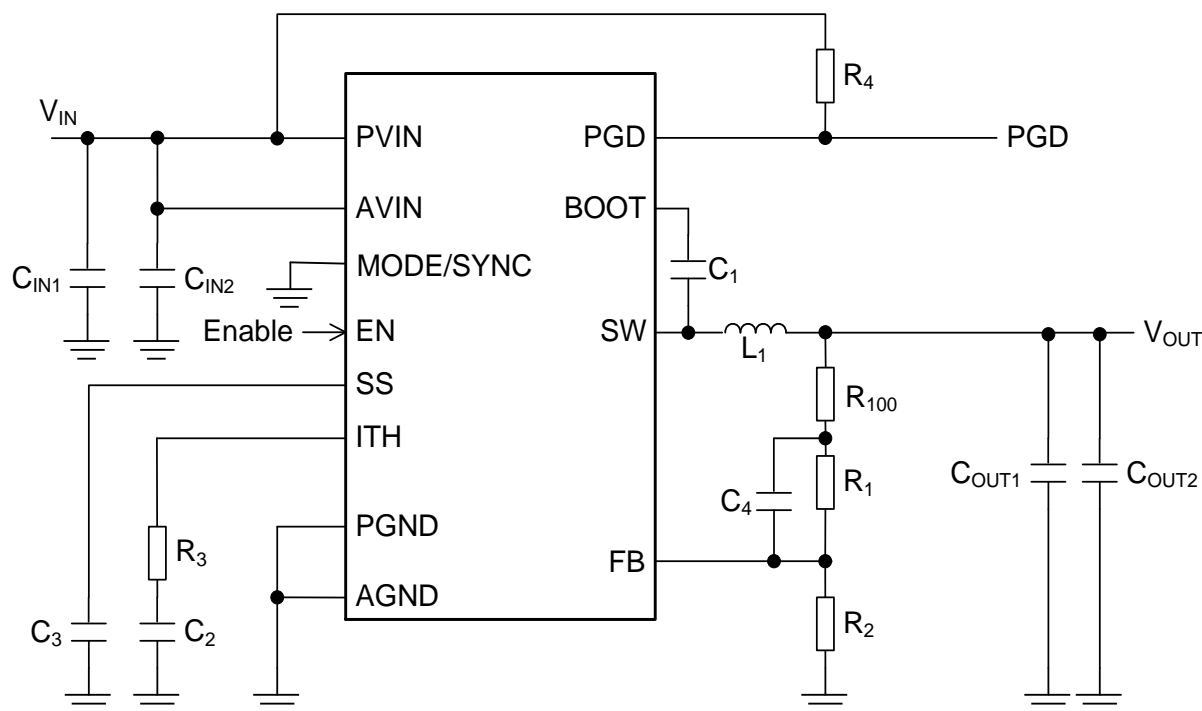 R4
VIN
PVIN
PGD
PGD
AVIN
BOOT
CIN1
CIN2
MODE/SYNC
C1
Enable
EN
SW
L1
VOUT
SS
R100
ITH
C4
R1
COUT1
COUT2
R3
PGND
FB
AGND
C3
C2
R2